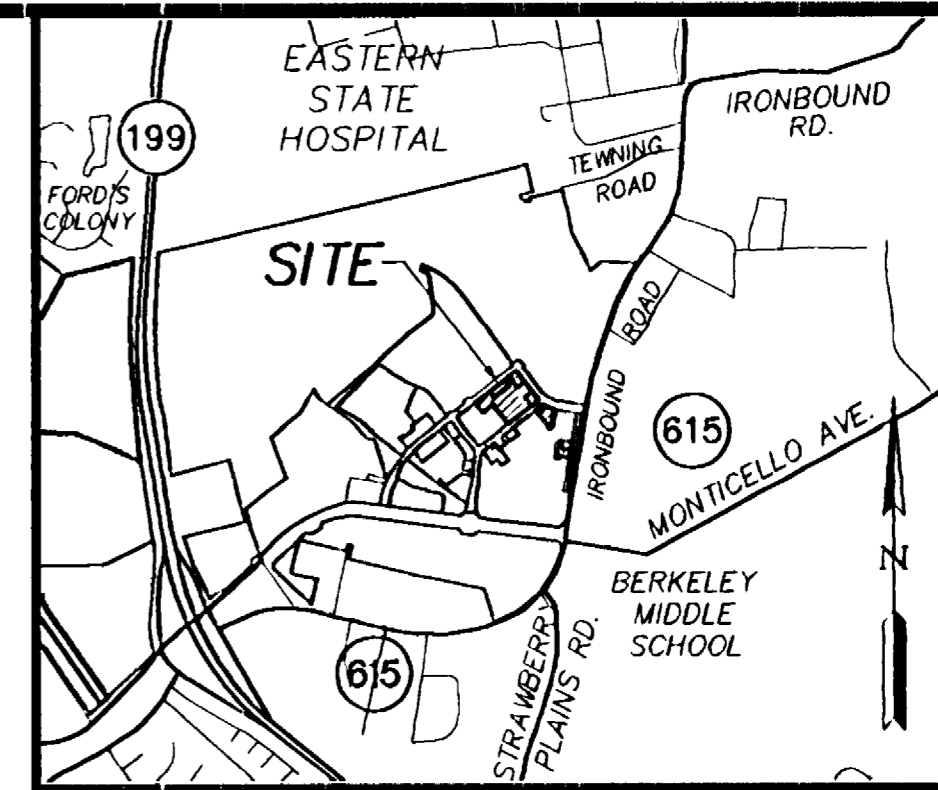 EASTERN
STATE
HOSPITAL
IRONBOUND
RD.
199
TEWNING
ROAD
FORD'S
COLONY
SITE
IRONBOUND ROAD
615
MONTICELLO AVE.
N
BERKELEY
MIDDLE
SCHOOL
615
STRAWBERRY
PLAINS RD.